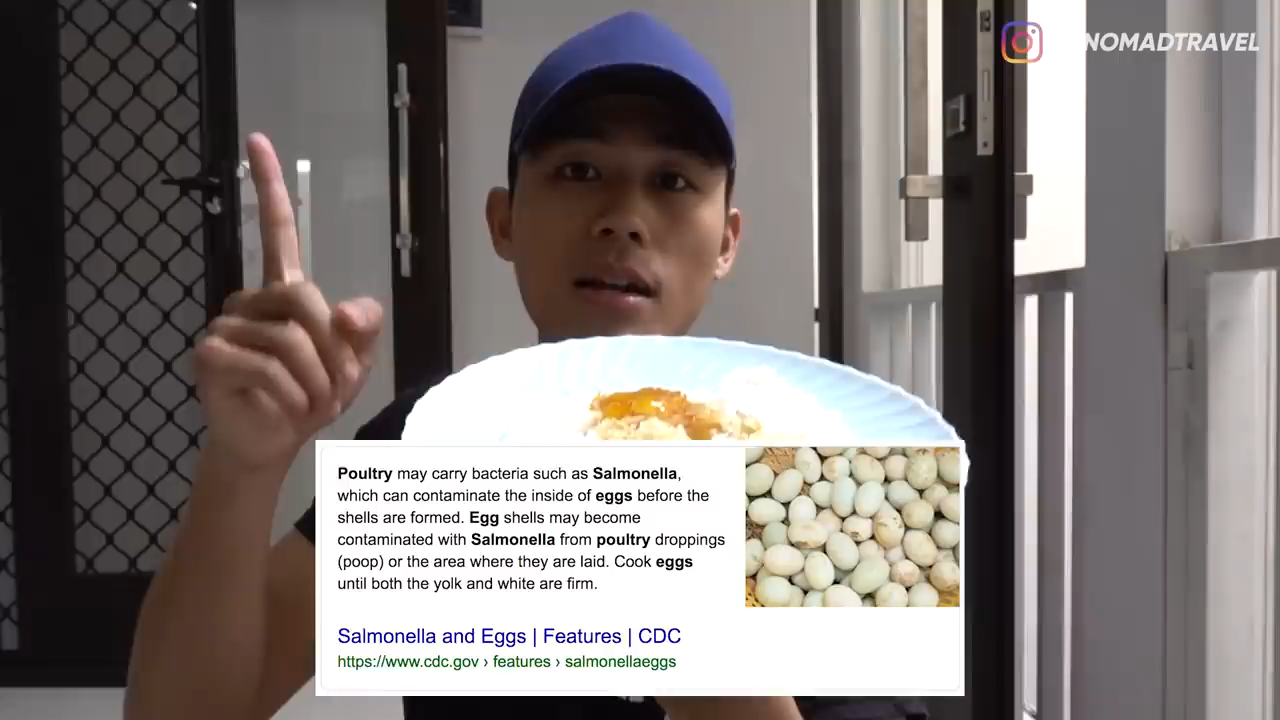 NOMADTRAVEL
Poultry may carry bacteria such as Salmonella,
which can contaminate the inside of eggs before the
shells are formed. Egg shells may become
contaminated with Salmonella from poultry droppings
(poop) or the area where they are laid. Cook eggs
until both the yolk and white are firm.
Salmonella and Eggs | Features | CDC
https://www.cdc.gov › features › salmonellaeggs